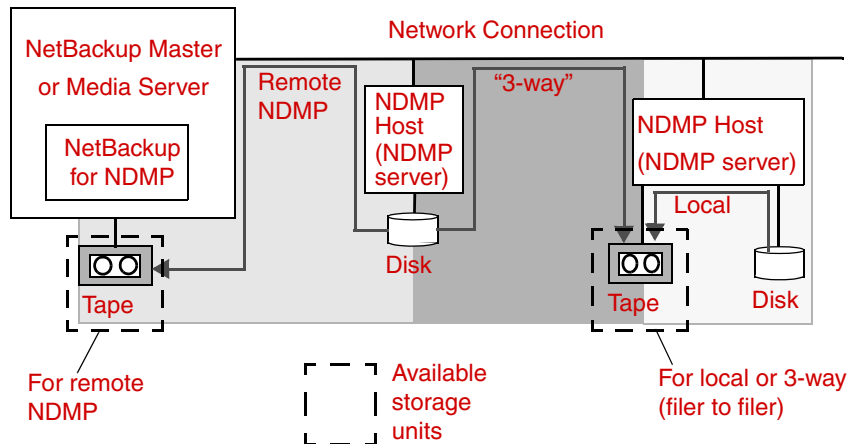 Network Connection
NetBackup Master
or Media Server
NetBackup
for NDMP
Remote
NDMP
NDMP
Host
(NDMP
server)
“3-way”
NDMP Host
(NDMP server)
Local
Disk
Tape
Tape
Disk
For remote
NDMP
Available
storage
units
For local or 3-way
(filer to filer)